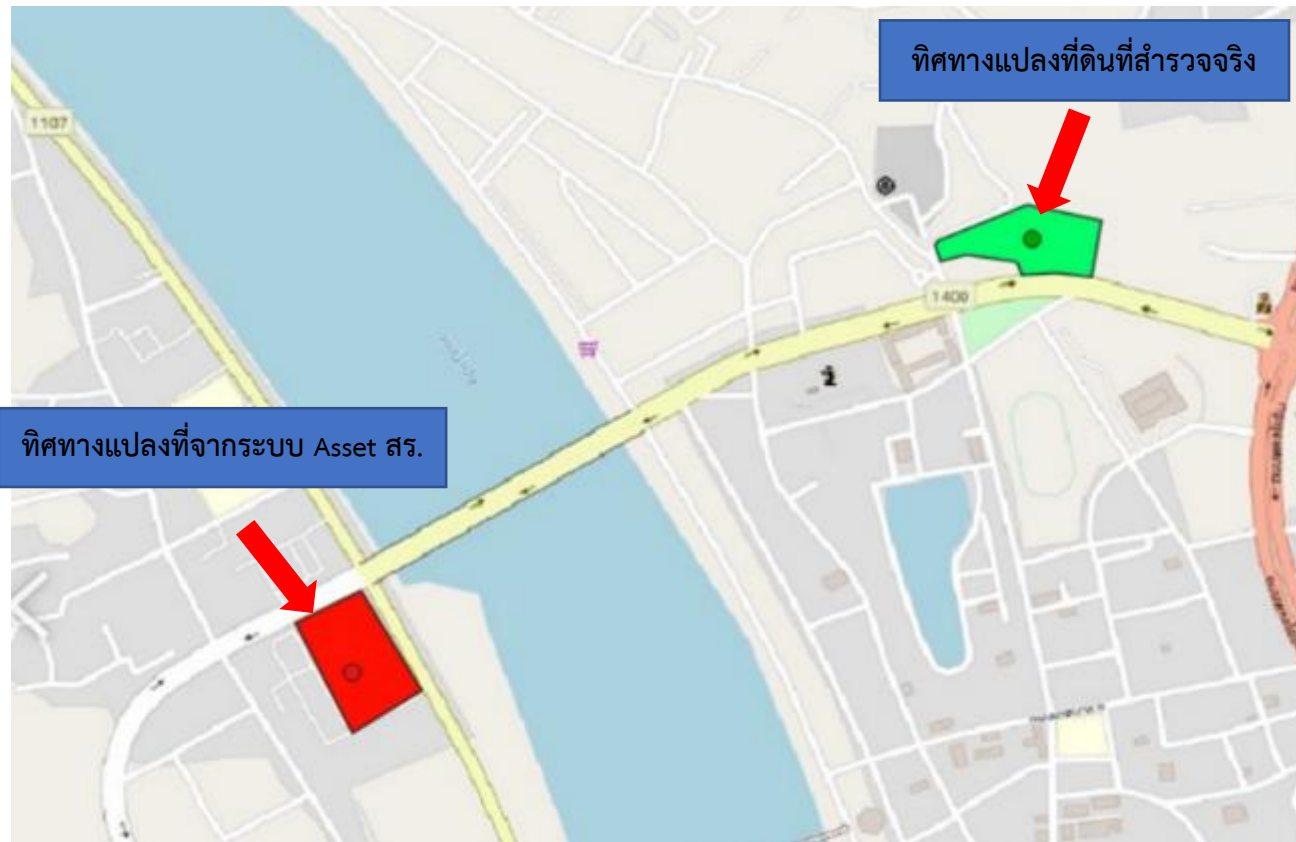 ทิศทางแปลงที่ดินที่สำรวจจริง
1107
1409
ทิศทางแปลงที่จากระบบ Asset สร.